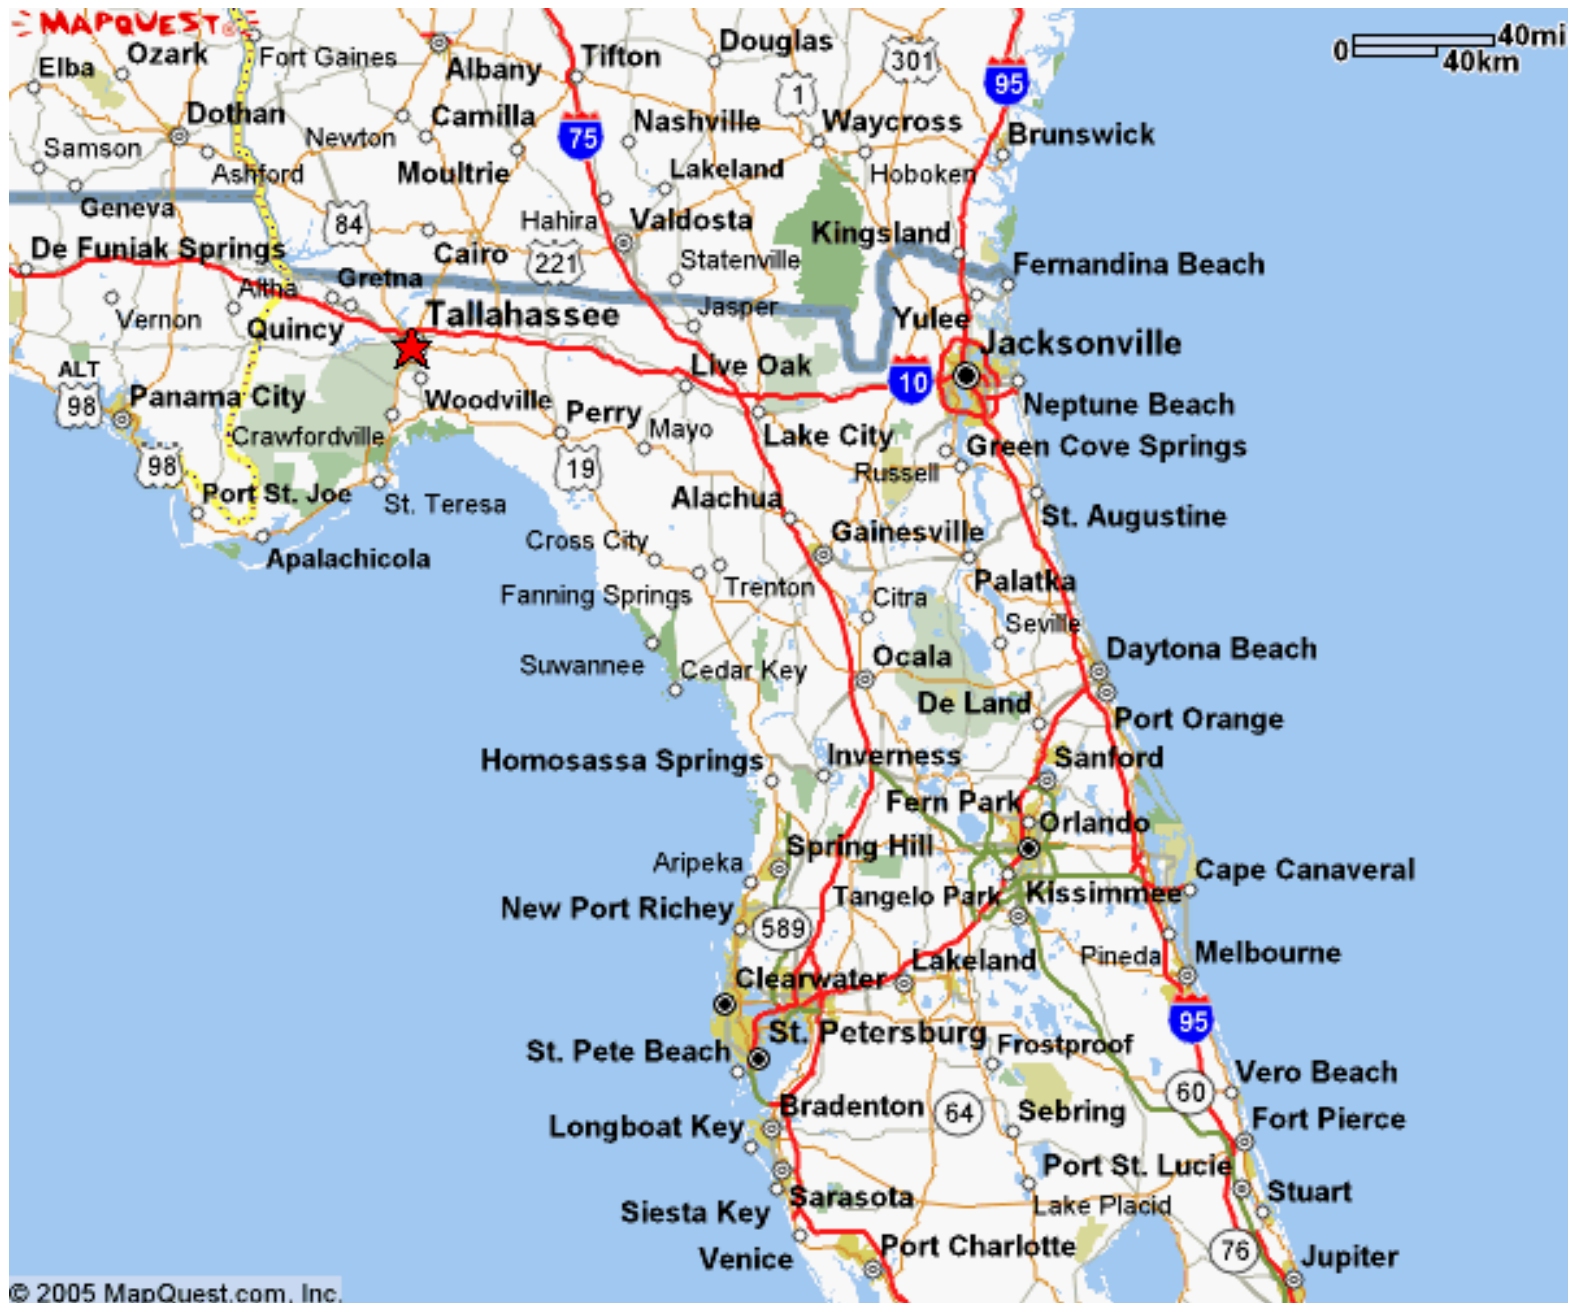 MAPQUEST®
Ozark
Fort Gaines
Elba
Albany
Tifton
Douglas
301
95
0 40mi
40km
1
Dothan
Newton
Camilla
75
Nashville
Waycross
Brunswick
Samson
Ashford
Moultrie
Lakeland
Hoboken
Geneva
84
Hahira
Valdosta
Kingsland
De Funiak Springs
Cairo
221
Statenville
Fernandina Beach
Altha
Gretna
Jasper
Vernon
Quincy
Tallahassee
Yulee
Jacksonville
ALT
98
Panama City
Woodville
Live Oak
10
Neptune Beach
Crawfordville
Perry
Mayo
Lake City
Green Cove Springs
98
19
Russell
Port St. Joe
St. Teresa
Alachua
St. Augustine
Apalachicola
Cross City
Gainesville
Fanning Springs
Trenton
Citra
Palatka
Seville
Suwannee
Cedar Key
Ocala
Daytona Beach
De Land
Port Orange
Homosassa Springs
Inverness
Sanford
Fern Park
Orlando
Aripeka
Spring Hill
Cape Canaveral
New Port Richey
589
Tangelo Park
Kissimmee
Clearwater
Lakeland
Pineda
Melbourne
95
St. Pete Beach
St. Petersburg
Frostproof
60
Vero Beach
Longboat Key
Bradenton
64
Sebring
Fort Pierce
Port St. Lucie
Siesta Key
Sarasota
Lake Placid
Stuart
Venice
Port Charlotte
76
Jupiter
© 2005 MapQuest.com, Inc.